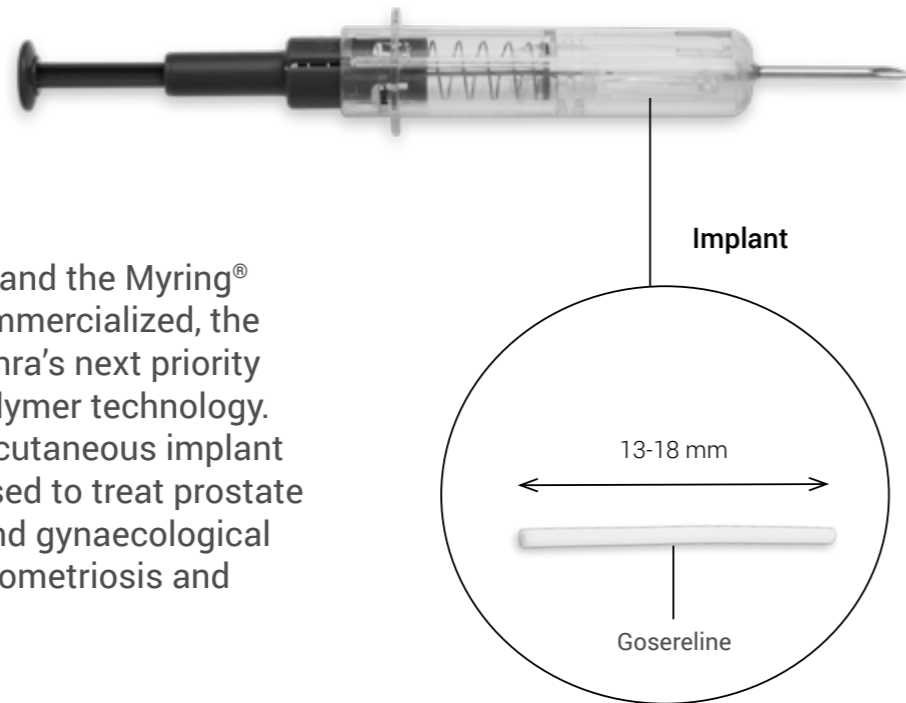 Implant
and the Myring®
mmercialized, the
nra's next priority
lymer technology.
cutaneous implant
sed to treat prostate
nd gynaecological
ometriosis and
13-18 mm
Gosereline